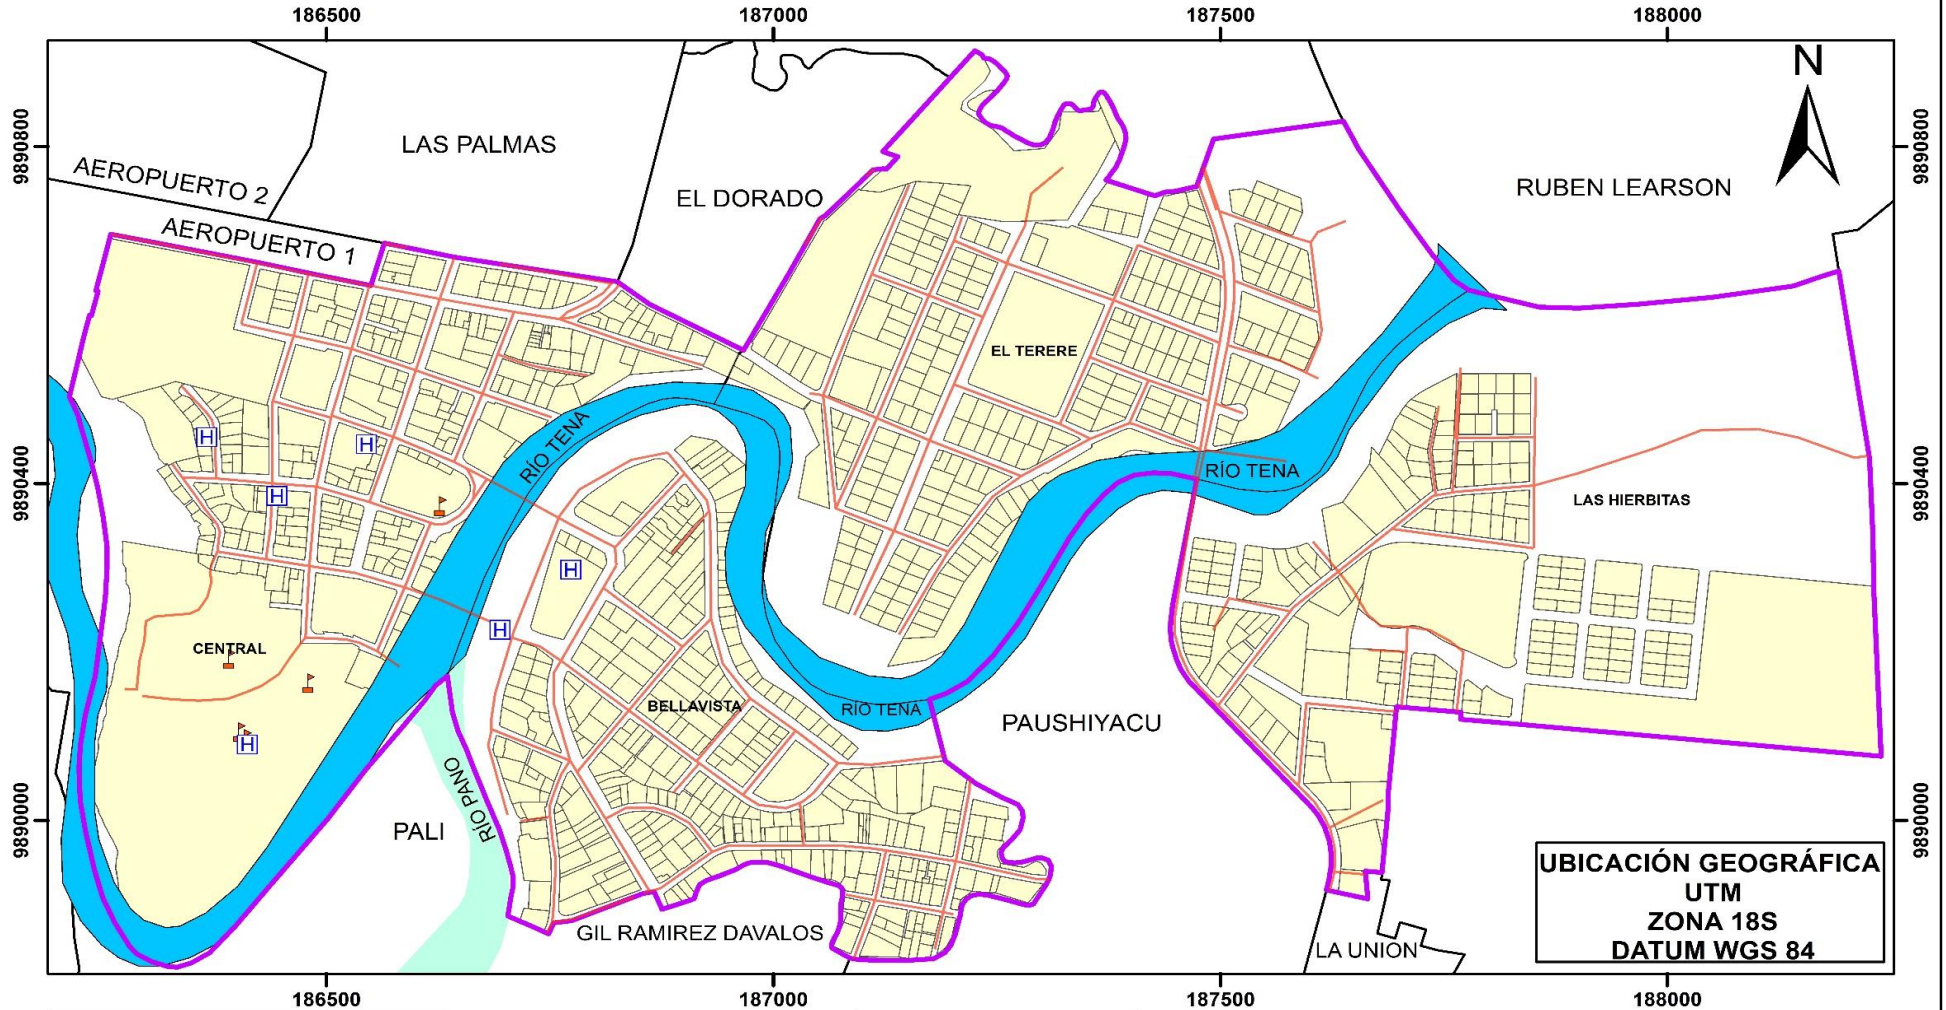 186500
187000
187500
188000
N
9890800
9890800
LAS PALMAS
AEROPUERTO 2
EL DORADO
RUBEN LEARSON
AEROPUERTO 1
EL TERERE
RÍO TENA
H
H
RÍO TENA
9890400
9890400
H
LAS HIERBITAS
H
H
CENTRAL
BELLAVISTA
RÍO TENA
PAUSHIYACU
H
RÍO PANO
PALI
9890000
9890000
UBICACIÓN GEOGRÁFICA
UTM
ZONA 18S
DATUM WGS 84
GIL RAMIREZ DAVALOS
LA UNION
186500
187000
187500
188000